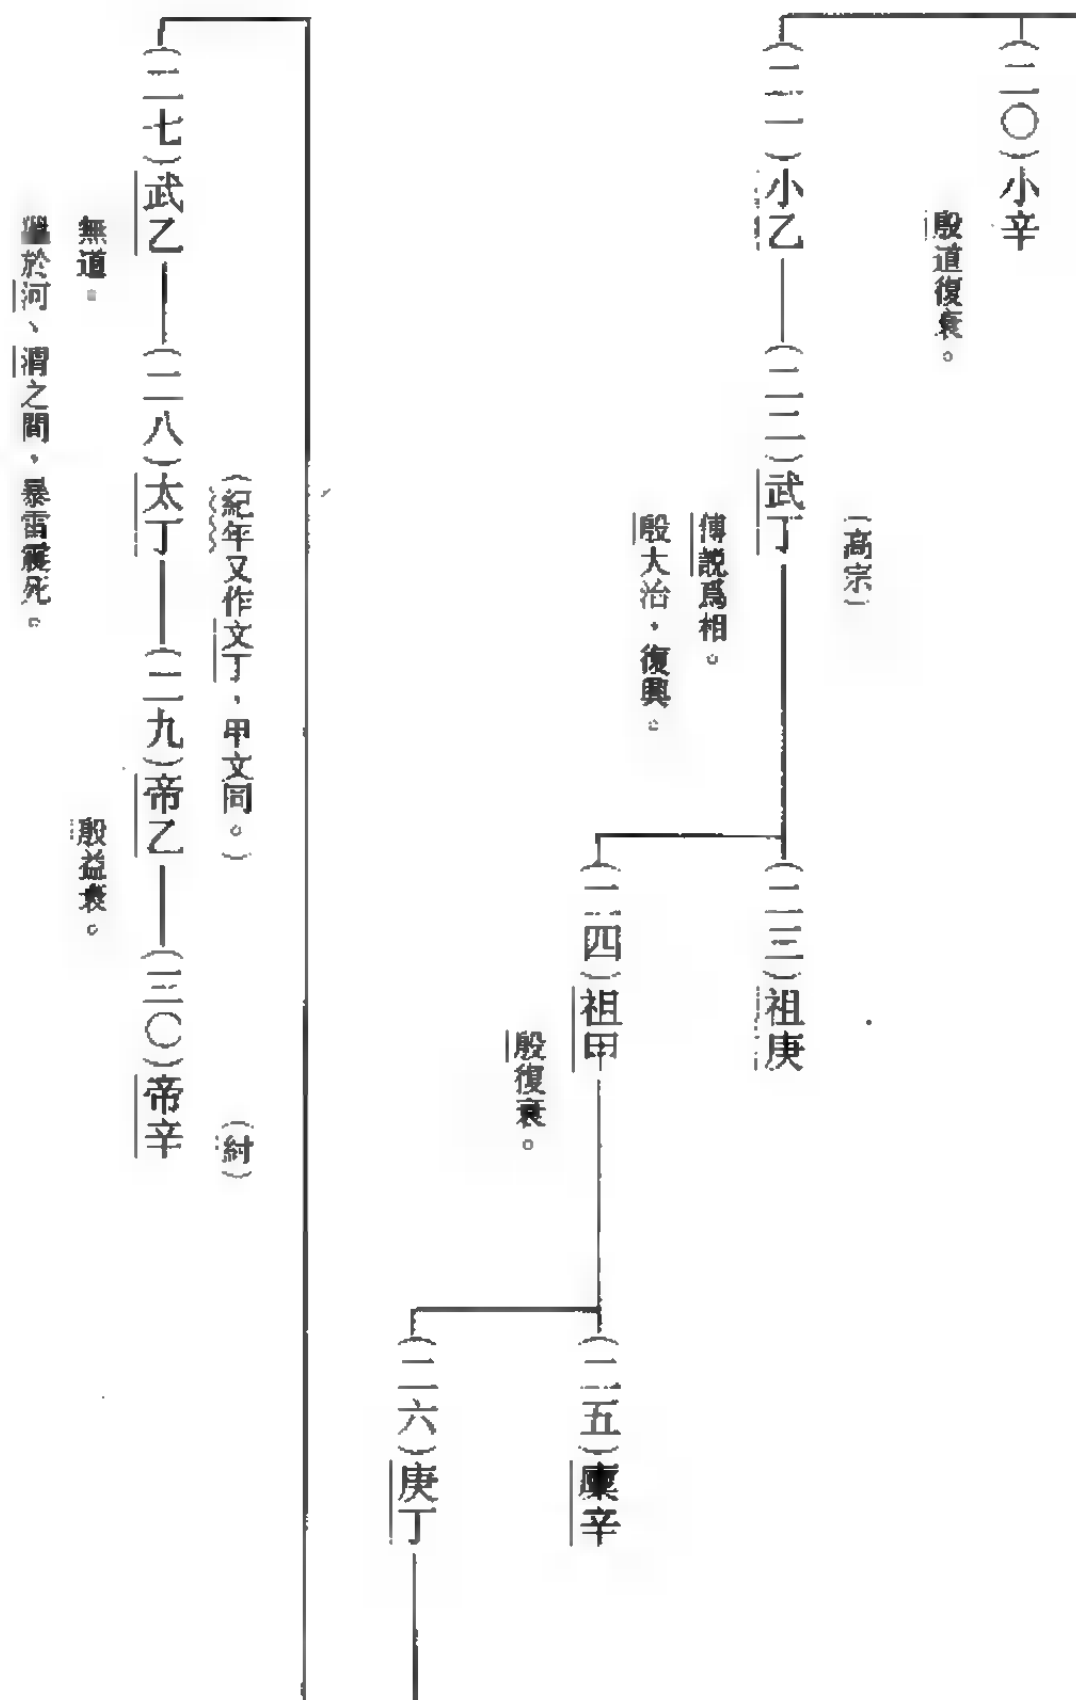 (二〇)小辛
殷道復衰。
(二一)小乙
(二二)武丁
(高宗)
傅説爲相。
殷大治,復興。
(二三)祖庚
(二四)祖甲
殷復衰。
(二五)廩辛
(二六)庚丁
(二七)武乙
無道。
獵於河、渭之間,暴雷震死。
(二八)太丁
(紀年又作文丁,甲文同。)
(二九)帝乙
殷益衰。
(三〇)帝辛
(紂)